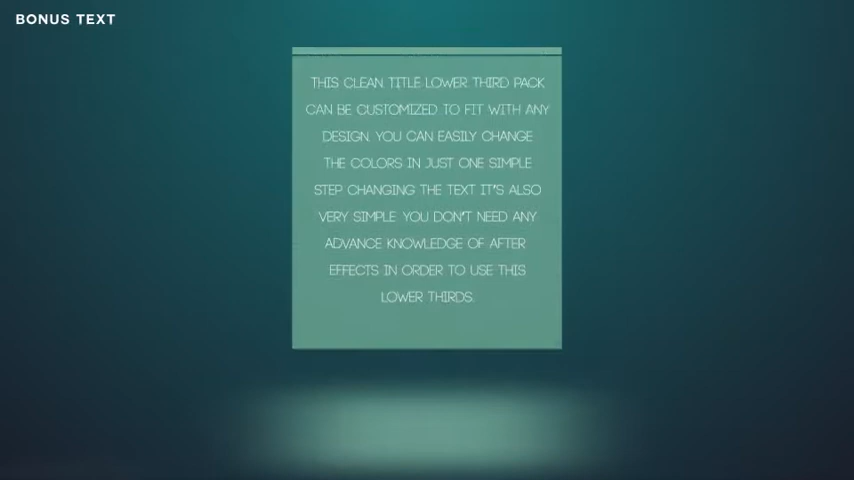 BONUS TEXT
THIS CLEAN TITLE LOWER THIRD PACK
CAN BE CUSTOMIZED TO FIT WITH ANY
DESIGN. YOU CAN EASILY CHANGE
THE COLORS IN JUST ONE SIMPLE
STEP CHANGING THE TEXT IT'S ALSO
VERY SIMPLE. YOU DON'T NEED ANY
ADVANCE KNOWLEDGE OF AFTER
EFFECTS IN ORDER TO USE THIS
LOWER THIRDS.